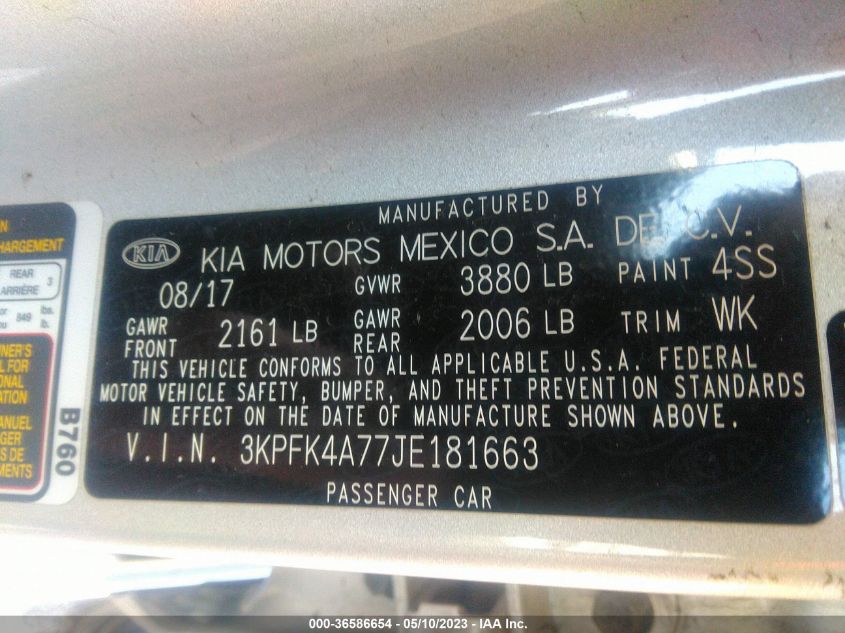 MANUFACTURED BY
KIA KIA MOTORS MEXICO S.A. DE C.V.
08/17 GVWR 3880 LB PAINT 4SS
GAWR FRONT 2161 LB GAWR REAR 2006 LB TRIM WK
THIS VEHICLE CONFORMS TO ALL APPLICABLE U.S.A. FEDERAL
MOTOR VEHICLE SAFETY, BUMPER, AND THEFT PREVENTION STANDARDS
IN EFFECT ON THE DATE OF MANUFACTURE SHOWN ABOVE.
V.I.N. 3KPFK4A77JE181663
PASSENGER CAR
REAR
ARRIÈRE 3
849 lbs.
B760
000-36586654 - 05/10/2023 - IAA Inc.